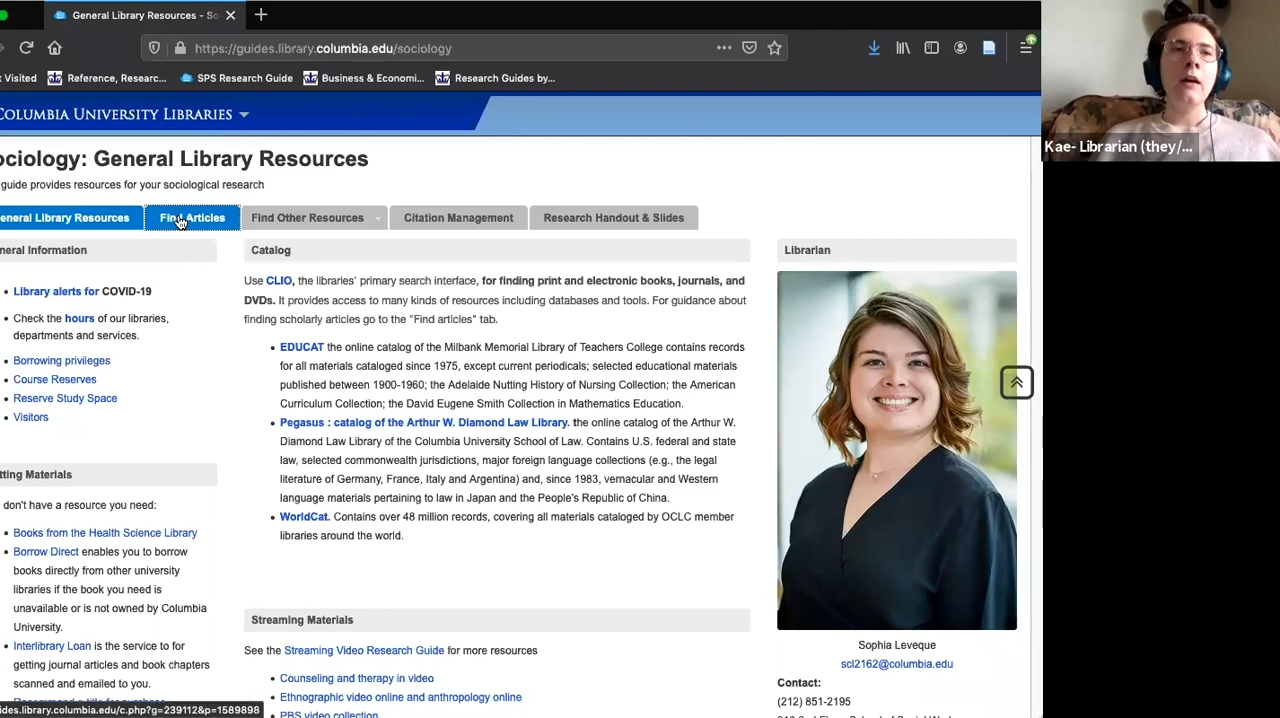 General Library Resources - So
https://guides.library.columbia.edu/sociology
t Visited
Reference, Researc...
SPS Research Guide
Business & Economi...
Research Guides by...
COLUMBIA UNIVERSITY LIBRARIES
ociology: General Library Resources
guide provides resources for your sociological research
eneral Library Resources
Find Articles
Find Other Resources
Citation Management
Research Handout & Slides
neral Information
Library alerts for COVID-19
Check the hours of our libraries,
departments and services.
Borrowing privileges
Course Reserves
Reserve Study Space
Visitors
tting Materials
don't have a resource you need:
Books from the Health Science Library
Borrow Direct enables you to borrow
books directly from other university
libraries if the book you need is
unavailable or is not owned by Columbia
University.
Interlibrary Loan is the service to for
getting journal articles and book chapters
scanned and emailed to you.
ides.library.columbia.edu/c.php?g=239112&p=1589898
Catalog
Use CLIO, the libraries' primary search interface, for finding print and electronic books, journals, and
DVDs. It provides access to many kinds of resources including databases and tools. For guidance about
finding scholarly articles go to the "Find articles" tab.
EDUCAT the online catalog of the Milbank Memorial Library of Teachers College contains records
for all materials cataloged since 1975, except current periodicals; selected educational materials
published between 1900-1960; the Adelaide Nutting History of Nursing Collection; the American
Curriculum Collection; the David Eugene Smith Collection in Mathematics Education.
Pegasus : catalog of the Arthur W. Diamond Law Library. the online catalog of the Arthur W.
Diamond Law Library of the Columbia University School of Law. Contains U.S. federal and state
law, selected commonwealth jurisdictions, major foreign language collections (e.g., the legal
literature of Germany, France, Italy and Argentina) and, since 1983, vernacular and Western
language materials pertaining to law in Japan and the People's Republic of China.
WorldCat. Contains over 48 million records, covering all materials cataloged by OCLC member
libraries around the world.
Streaming Materials
See the Streaming Video Research Guide for more resources
Counseling and therapy in video
Ethnographic video online and anthropology online
PBS video collection
Librarian
Sophia Leveque
scl2162@columbia.edu
Contact:
(212) 851-2195
Kae- Librarian (they/...